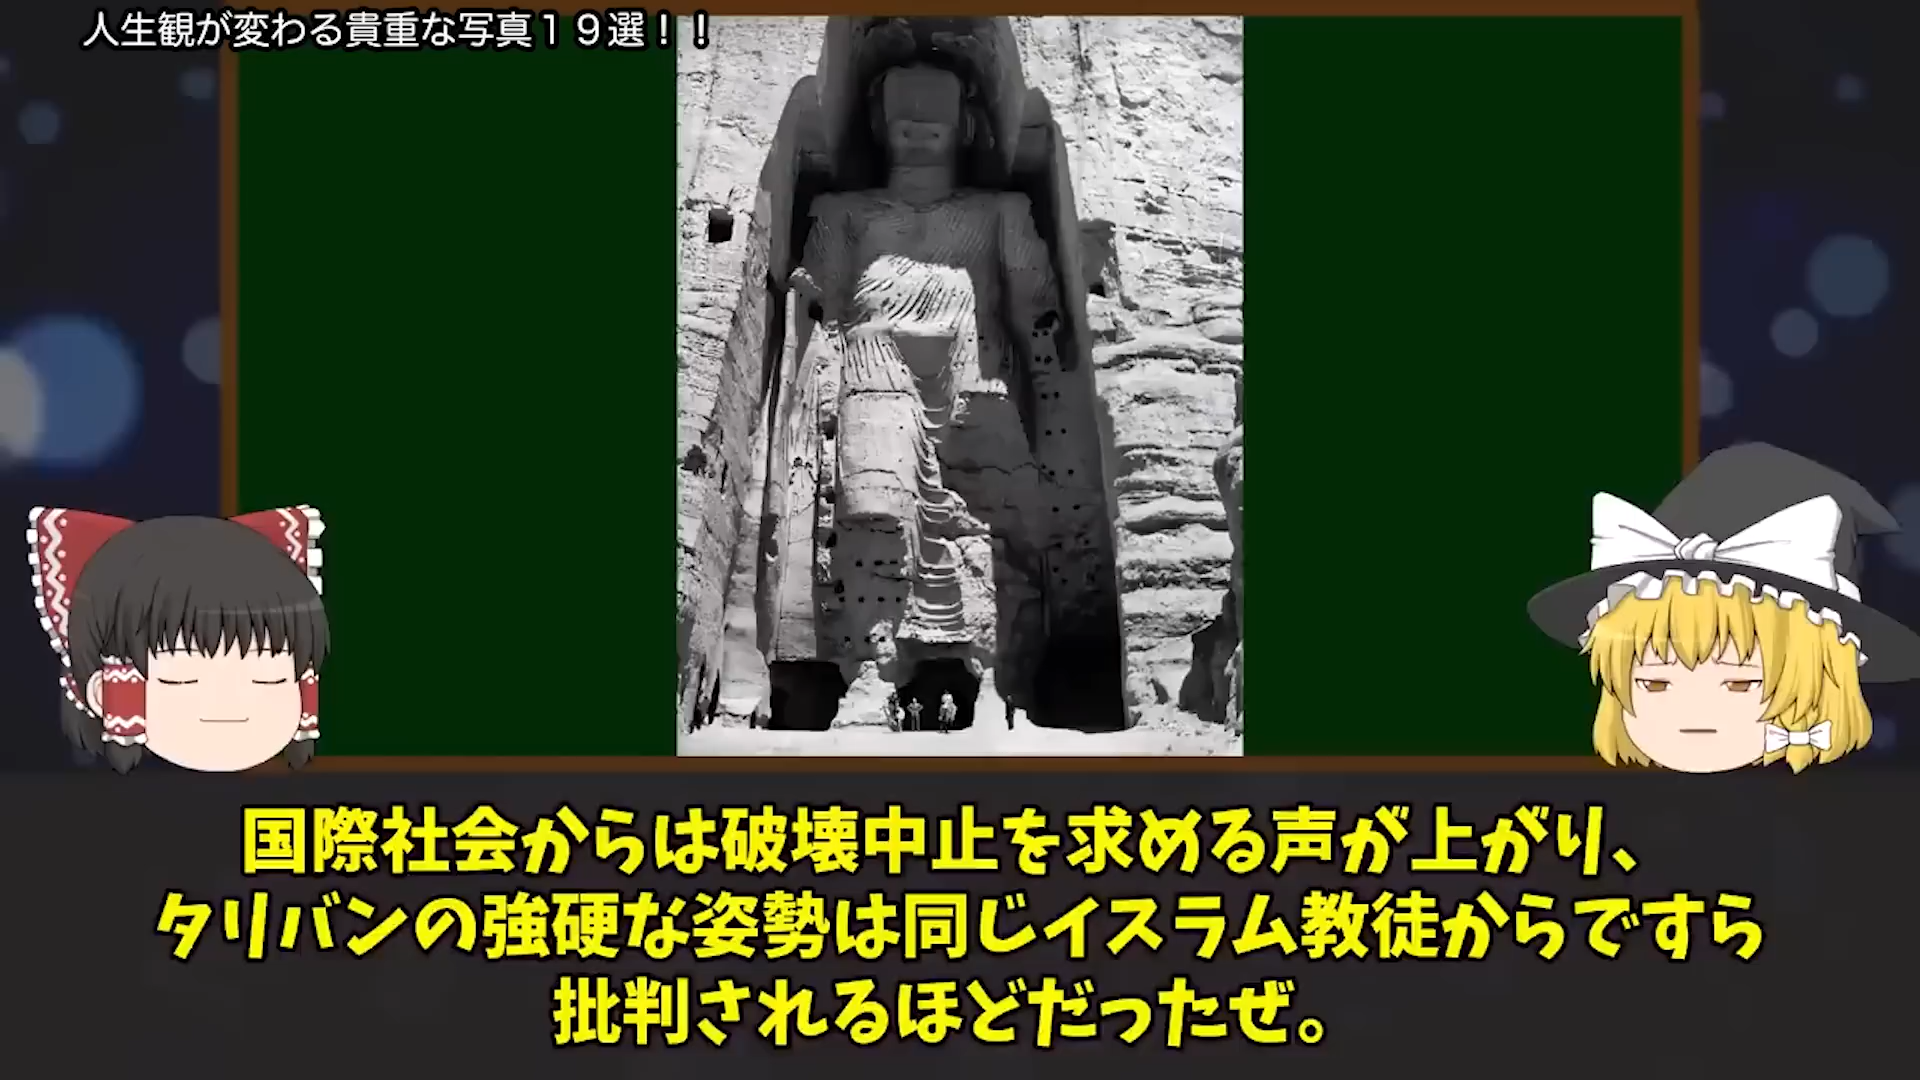 人生観が変わる貴重な写真１９選！！
国際社会からは破壊中止を求める声が上がり、
タリバンの強硬な姿勢は同じイスラム教徒からですら
批判されるほどだったぜ。